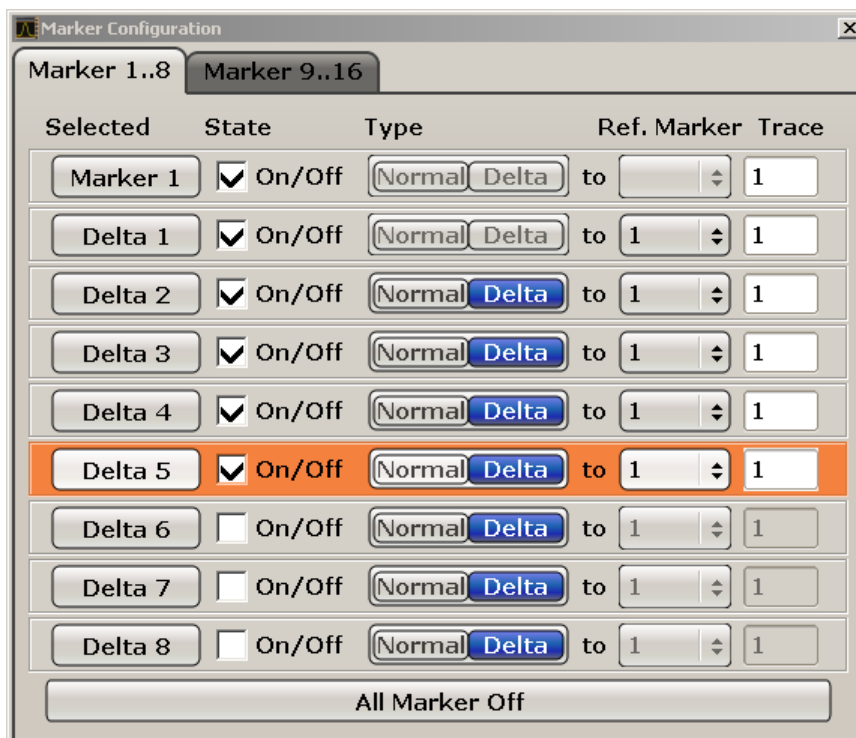 Marker Configuration
Marker 1..8 Marker 9..16
Selected State Type Ref. Marker Trace
Marker 1 On/Off Normal Delta to 1
Delta 1 On/Off Normal Delta to 1 1
Delta 2 On/Off Normal Delta to 1 1
Delta 3 On/Off Normal Delta to 1 1
Delta 4 On/Off Normal Delta to 1 1
Delta 5 On/Off Normal Delta to 1 1
Delta 6 On/Off Normal Delta to 1 1
Delta 7 On/Off Normal Delta to 1 1
Delta 8 On/Off Normal Delta to 1 1
All Marker Off